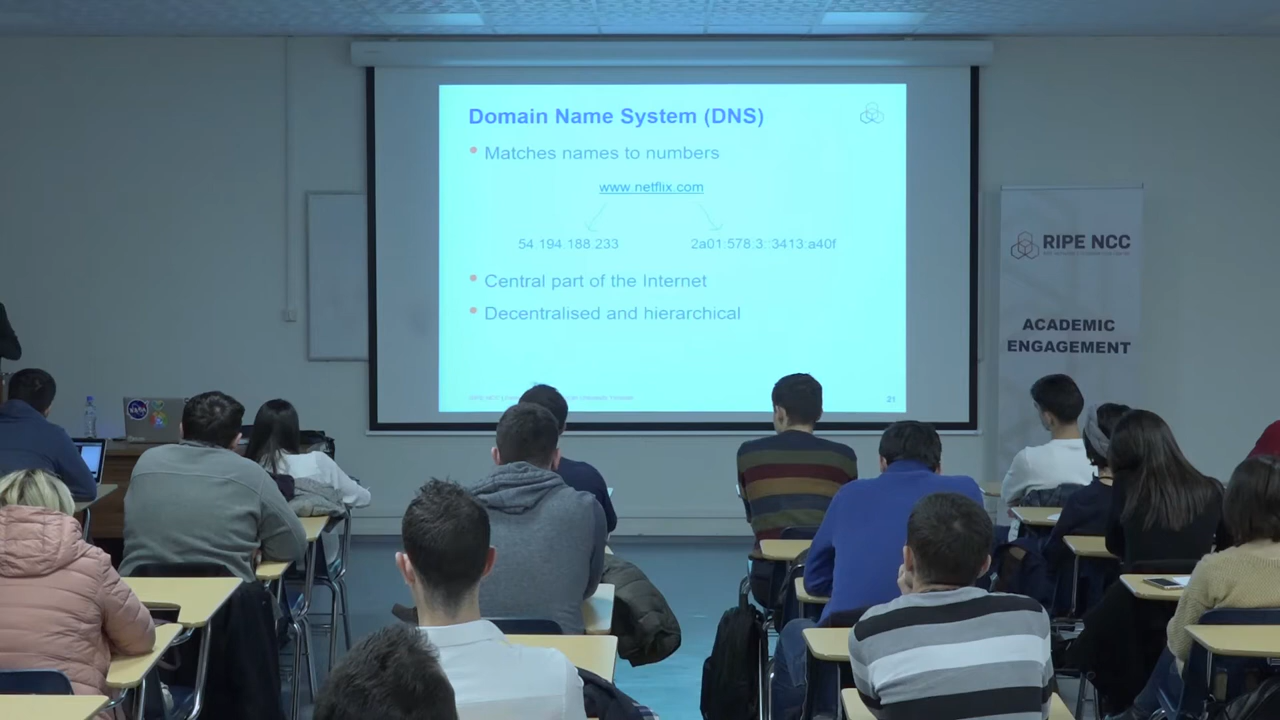 Domain Name System (DNS)
Matches names to numbers
www.netflix.com
54.194.188.233
2a01:578:3::3413:a40f
Central part of the Internet
Decentralised and hierarchical
21
RIPE NCC
ACADEMIC
ENGAGEMENT
NASA